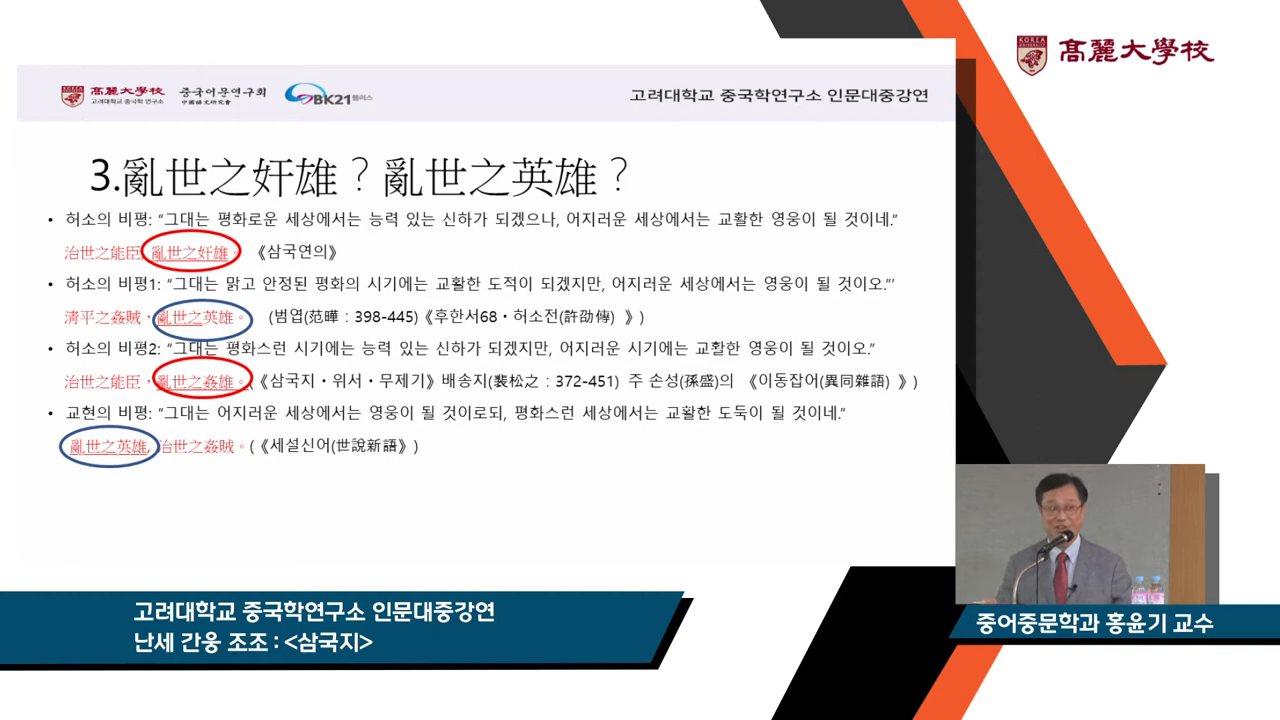 KOREA
高麗大學校
高麗大學校
고려대학교 중국학 연구소
중국어문연구회
中國語文硏究會
BK21 플러스
고려대학교 중국학연구소 인문대중강연
3.亂世之奸雄？亂世之英雄？
• 허소의 비평: “그대는 평화로운 세상에서는 능력 있는 신하가 되겠으나, 어지러운 세상에서는 교활한 영웅이 될 것이네.”
治世之能臣, 亂世之奸雄。 《삼국연의》
• 허소의 비평1: “그대는 맑고 안정된 평화의 시기에는 교활한 도적이 되겠지만, 어지러운 세상에서는 영웅이 될 것이오.”’
淸平之姦賊，亂世之英雄。 (범엽(范曄：398-445)《후한서68・허소전(許劭傳) 》)
• 허소의 비평2: “그대는 평화스런 시기에는 능력 있는 신하가 되겠지만, 어지러운 시기에는 교활한 영웅이 될 것이오.”
治世之能臣，亂世之姦雄。(《삼국지・위서・무제기》배송지(裴松之：372-451) 주 손성(孫盛)의 《이동잡어(異同雜語) 》)
• 교현의 비평: “그대는 어지러운 세상에서는 영웅이 될 것이로되, 평화스런 세상에서는 교활한 도둑이 될 것이네.”
亂世之英雄, 治世之姦賊。(《세설신어(世說新語》)
고려대학교 중국학연구소 인문대중강연
난세 간웅 조조 : <삼국지>
중어중문학과 홍윤기 교수